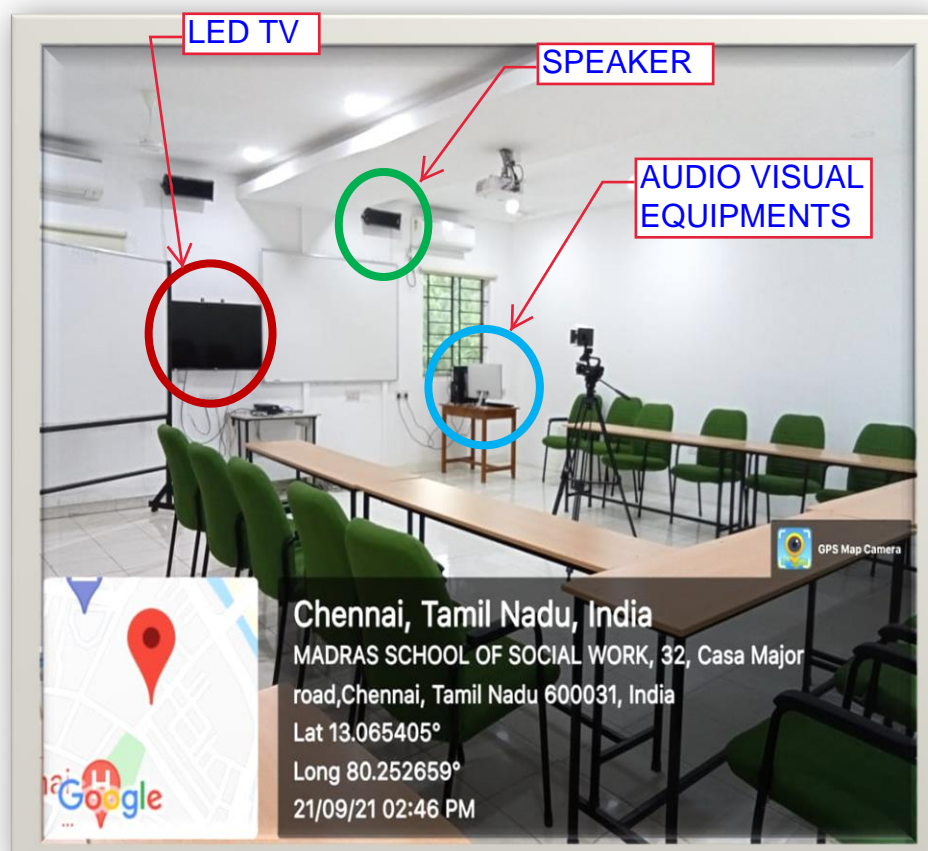 LED TV
SPEAKER
AUDIO VISUAL
EQUIPMENTS
GPS Map Camera
Chennai, Tamil Nadu, India
MADRAS SCHOOL OF SOCIAL WORK, 32, Casa Major
road,Chennai, Tamil Nadu 600031, India
Lat 13.065405°
Long 80.252659°
21/09/21 02:46 PM
Google